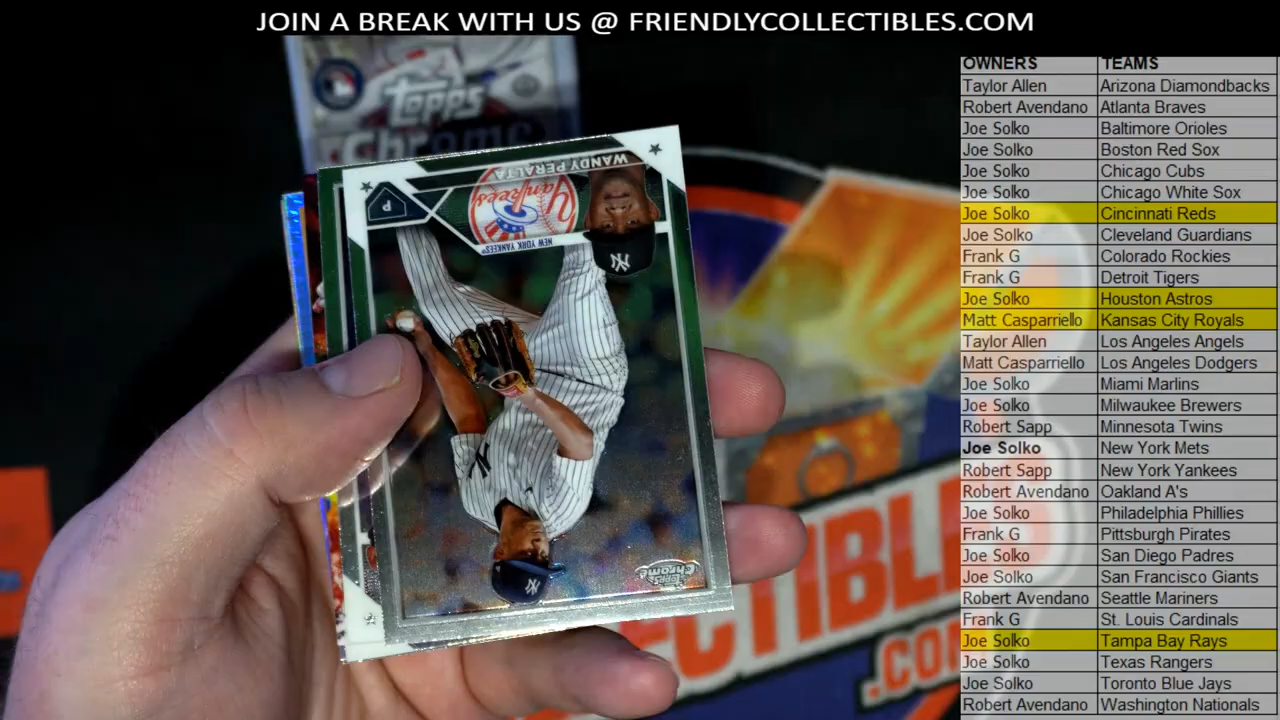 JOIN A BREAK WITH US @ FRIENDLYCOLLECTIBLES.COM
OWNERS TEAMS
Taylor Allen Arizona Diamondbacks
Robert Avendano Atlanta Braves
Joe Solko Baltimore Orioles
Joe Solko Boston Red Sox
Joe Solko Chicago Cubs
Joe Solko Chicago White Sox
Joe Solko Cincinnati Reds
Joe Solko Cleveland Guardians
Frank G Colorado Rockies
Frank G Detroit Tigers
Joe Solko Houston Astros
Matt Casparriello Kansas City Royals
Taylor Allen Los Angeles Angels
Matt Casparriello Los Angeles Dodgers
Joe Solko Miami Marlins
Joe Solko Milwaukee Brewers
Robert Sapp Minnesota Twins
Joe Solko New York Mets
Robert Sapp New York Yankees
Robert Avendano Oakland A's
Joe Solko Philadelphia Phillies
Frank G Pittsburgh Pirates
Joe Solko San Diego Padres
Joe Solko San Francisco Giants
Robert Avendano Seattle Mariners
Frank G St. Louis Cardinals
Joe Solko Tampa Bay Rays
Joe Solko Texas Rangers
Joe Solko Toronto Blue Jays
Robert Avendano Washington Nationals
Topps
Chrome
WANDY PERALTA
P
Yankees
NEW YORK YANKEES
NY
NY
NY
Topps
Chrome
ECTIBLES
.COM